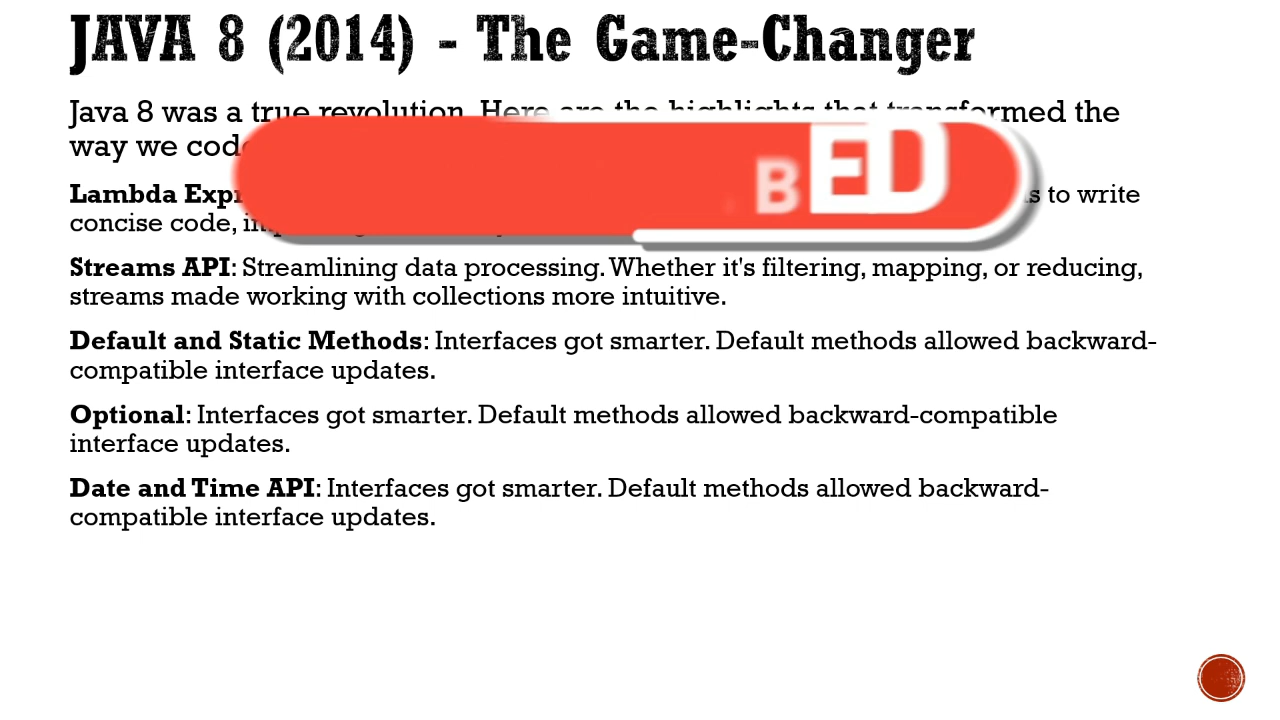 JAVA 8 (2014) - The Game-Changer
Java 8 was a true revolution. Here are the highlights that transformed the
way we
Lambda to write
concise code,
Streams API: Streamlining data processing. Whether it's filtering, mapping, or reducing,
streams made working with collections more intuitive.
Default and Static Methods: Interfaces got smarter. Default methods allowed backward-
compatible interface updates.
Optional: Interfaces got smarter. Default methods allowed backward-compatible
interface updates.
Date and Time API: Interfaces got smarter. Default methods allowed backward-
compatible interface updates.